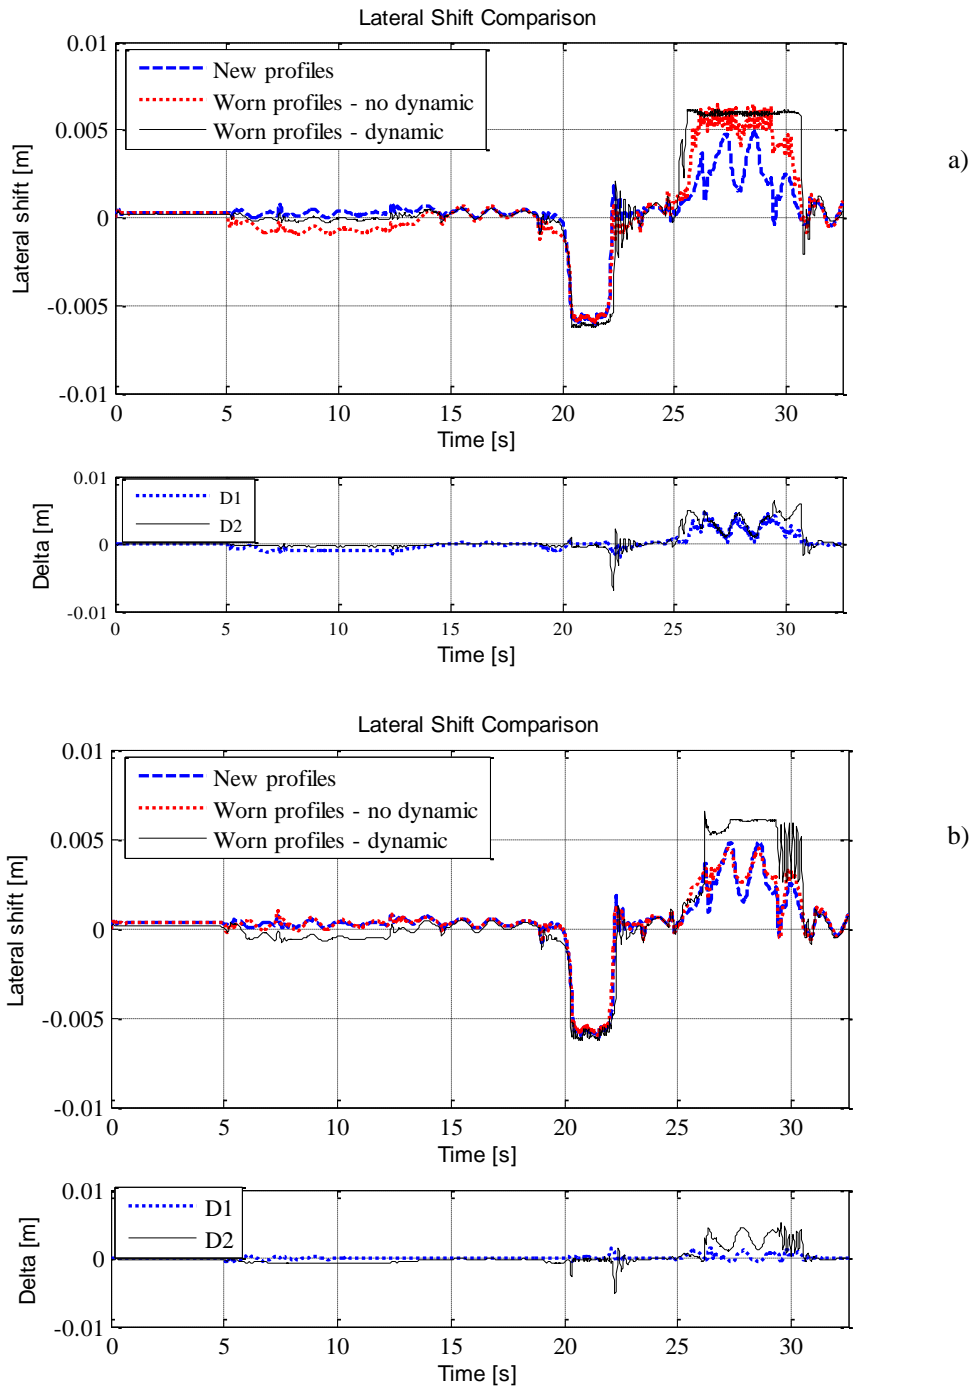 Lateral Shift Comparison
0.01
0.005
0
-0.005
-0.01
Lateral shift [m]
New profiles
Worn profiles - no dynamic
Worn profiles - dynamic
a)
0 5 10 15 20 25 30
Time [s]
0.01
0
-0.01
Delta [m]
D1
D2
0 5 10 15 20 25 30
Time [s]
Lateral Shift Comparison
0.01
0.005
0
-0.005
-0.01
Lateral shift [m]
New profiles
Worn profiles - no dynamic
Worn profiles - dynamic
b)
0 5 10 15 20 25 30
Time [s]
0.01
0
-0.01
Delta [m]
D1
D2
0 5 10 15 20 25 30
Time [s]